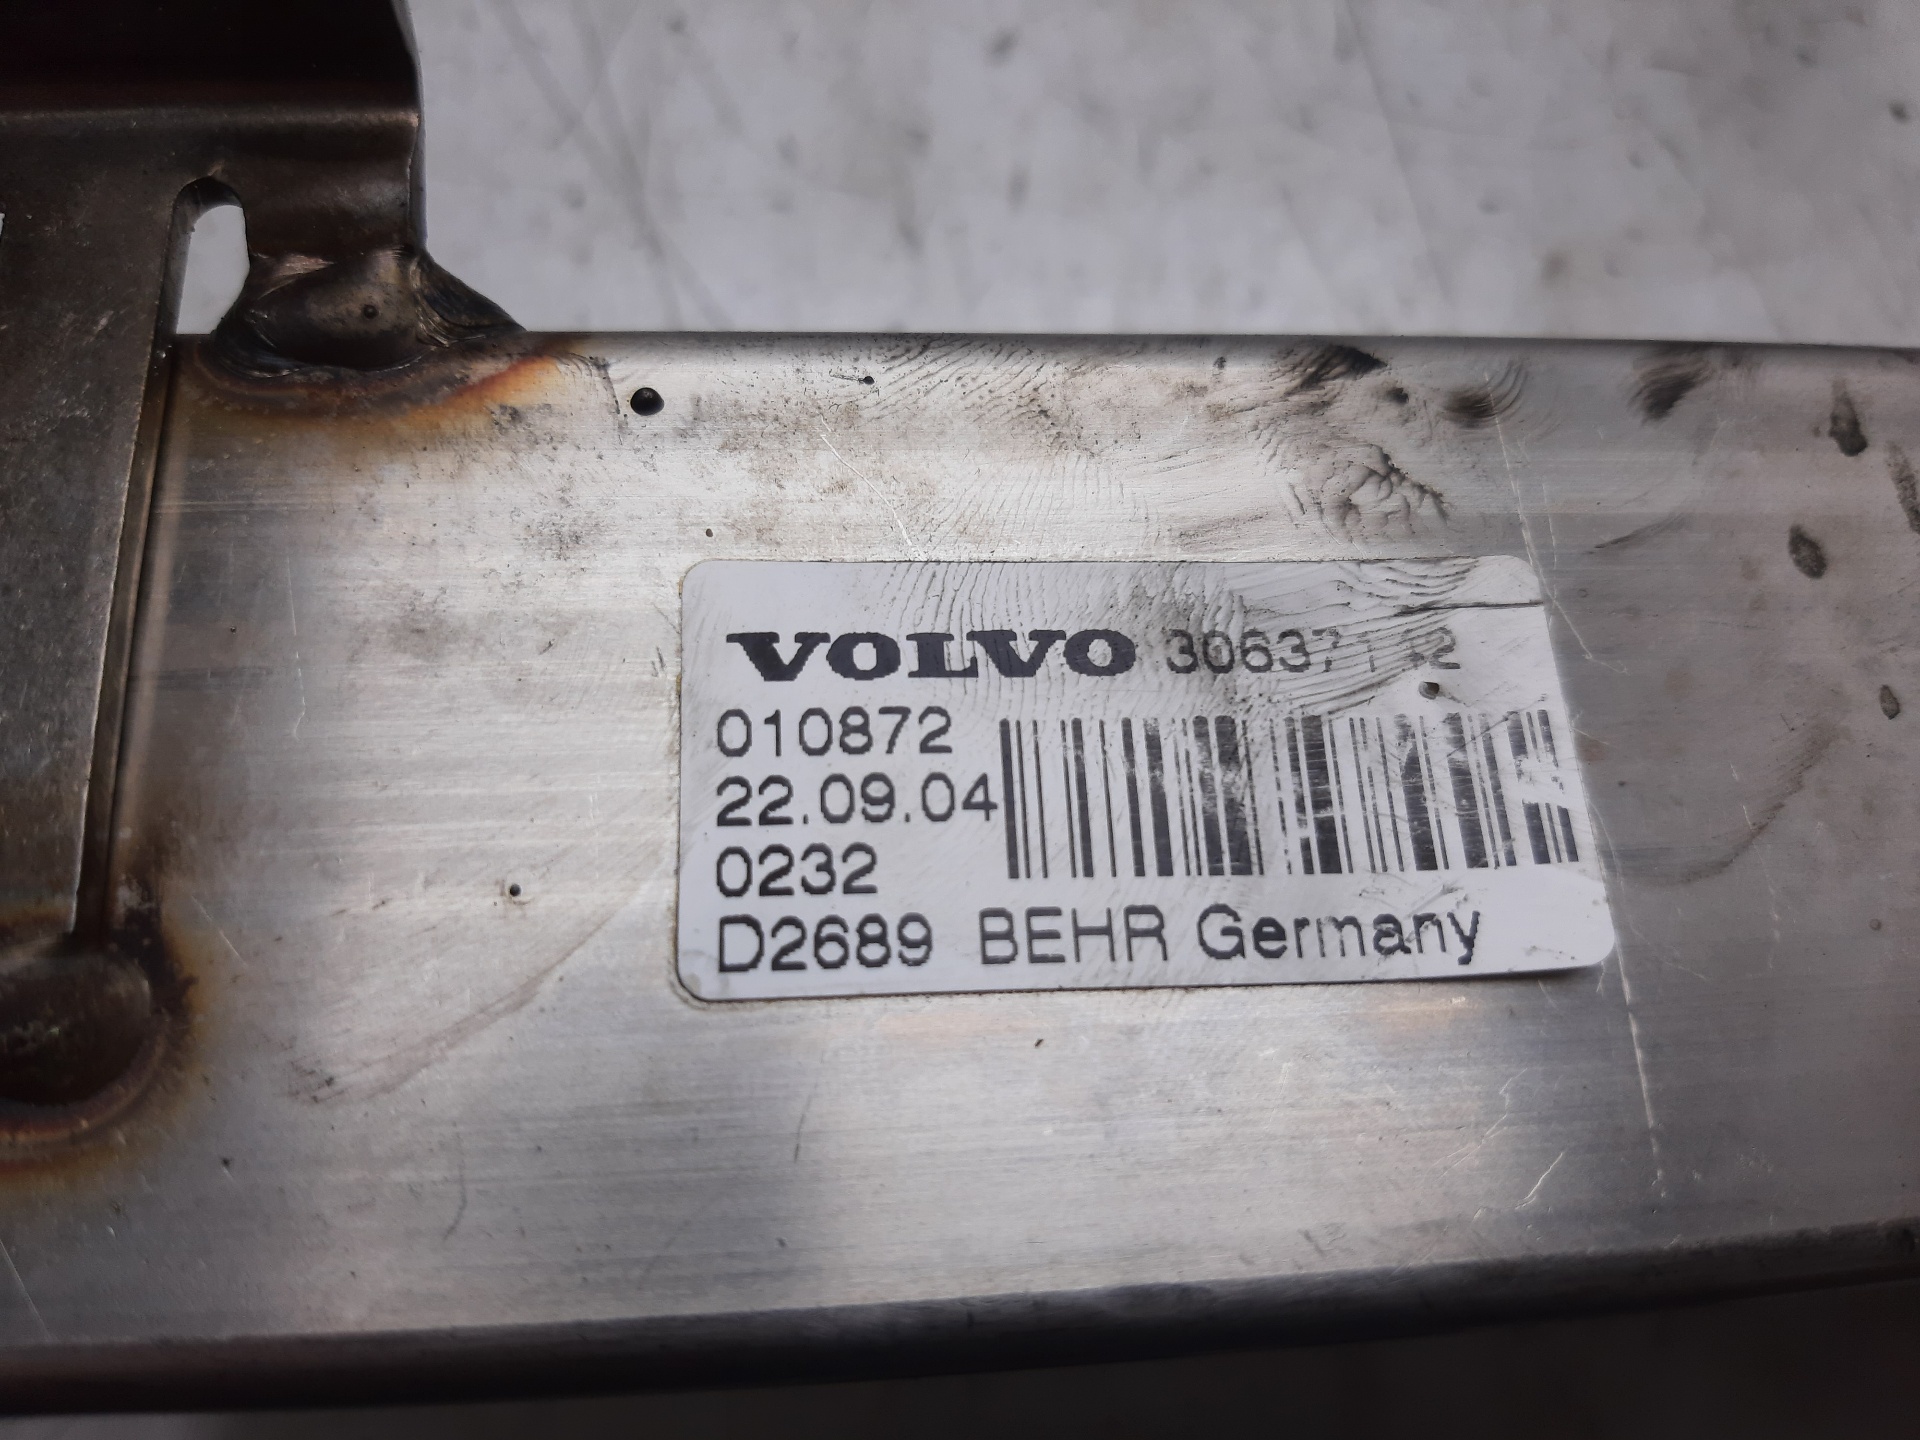 VOLVO
010872
22.09.04
0232
D2689 BEHR Germany